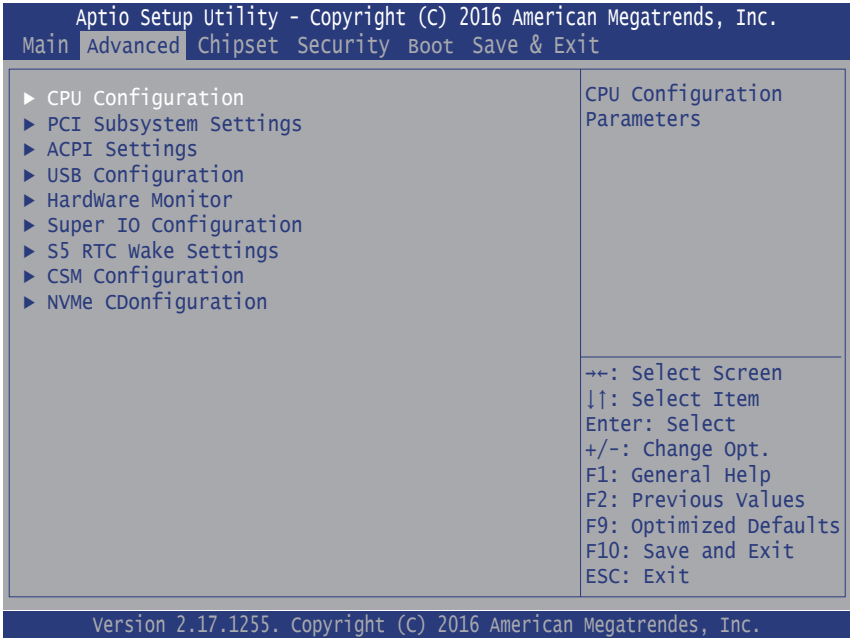 Aptio Setup Utility - Copyright (C) 2016 American Megatrends, Inc.
Main Advanced Chipset Security Boot Save & Exit
▶ CPU Configuration
▶ PCI Subsystem Settings
▶ ACPI Settings
▶ USB Configuration
▶ HardWare Monitor
▶ Super IO Configuration
▶ S5 RTC Wake Settings
▶ CSM Configuration
▶ NVMe CDonfiguration
CPU Configuration
Parameters
→←: Select Screen
↓↑: Select Item
Enter: Select
+/-: Change Opt.
F1: General Help
F2: Previous Values
F9: Optimized Defaults
F10: Save and Exit
ESC: Exit
Version 2.17.1255. Copyright (C) 2016 American Megatrendes, Inc.